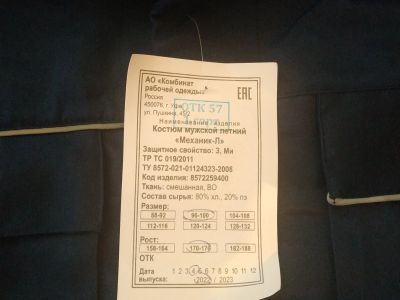 АО «Комбинат
рабочей одежды»
Россия
450076, г. Уфа,
ул. Пушкина, 45/2
ЕАС
ОТК 57
Наименование изделия
Костюм мужской летний
«Механик-Л»
Защитное свойство: З, Ми
ТР ТС 019/2011
ТУ 8572-021-01124323-2006
Код изделия: 8572259400
Ткань: смешанная, ВО
Состав сырья: 80% хл., 20% пэ
Размер:
88-92 96-100 104-108
112-116 120-124 128-132
Рост:
158-164 170-176 182-188
ОТК
Дата 1 2 3 4 5 6 7 8 9 10 11 12
выпуска 2022 / 2023